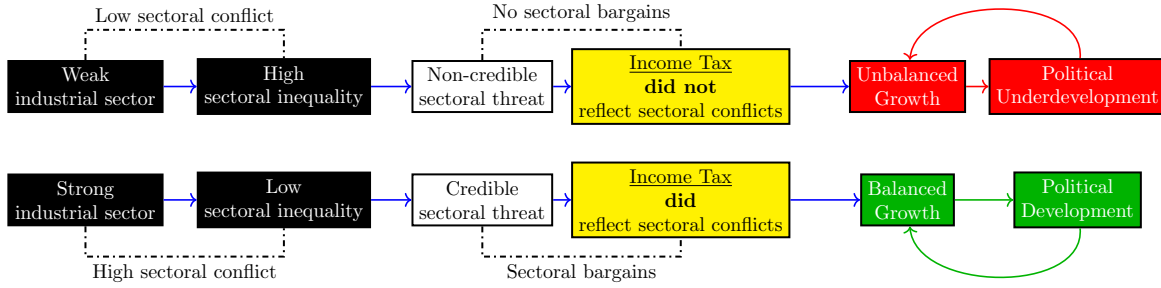 Low sectoral conflict
No sectoral bargains
Weak
industrial sector
High
sectoral inequality
Non-credible
sectoral threat
Income Tax
did not
reflect sectoral conflicts
Unbalanced
Growth
Political
Underdevelopment
Strong
industrial sector
Low
sectoral inequality
Credible
sectoral threat
Income Tax
did
reflect sectoral conflicts
Balanced
Growth
Political
Development
High sectoral conflict
Sectoral bargains